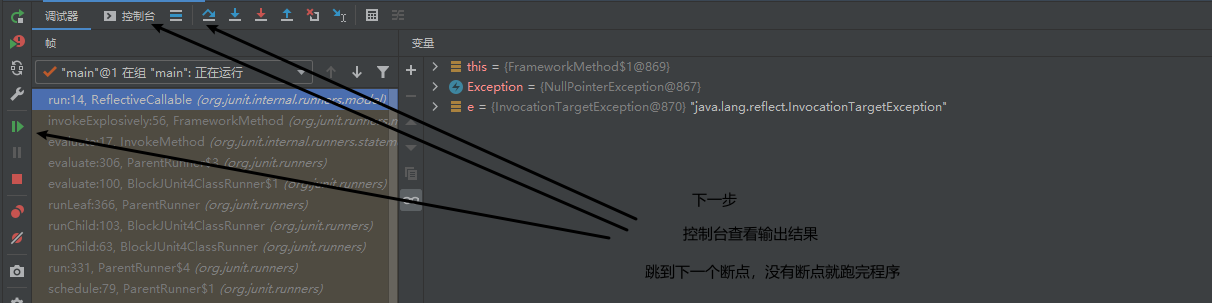 调试器 控制台
帧 变量
"main"@1 在组 "main": 正在运行
run:14, ReflectiveCallable (org.junit.internal.runners.model)
invokeExplosively:56, FrameworkMethod (org.junit.runners.m
evaluate:17, InvokeMethod (org.junit.internal.runners.statem
evaluate:306, ParentRunner$3 (org.junit.runners)
evaluate:100, BlockJUnit4ClassRunner$1 (org.junit.runners)
runLeaf:366, ParentRunner (org.junit.runners)
runChild:103, BlockJUnit4ClassRunner (org.junit.runners)
runChild:63, BlockJUnit4ClassRunner (org.junit.runners)
run:331, ParentRunner$4 (org.junit.runners)
schedule:79, ParentRunner$1 (org.junit.runners)
this = {FrameworkMethod$1@869}
Exception = {NullPointerException@867}
e = {InvocationTargetException@870} "java.lang.reflect.InvocationTargetException"
下一步
控制台查看输出结果
跳到下一个断点，没有断点就跑完程序